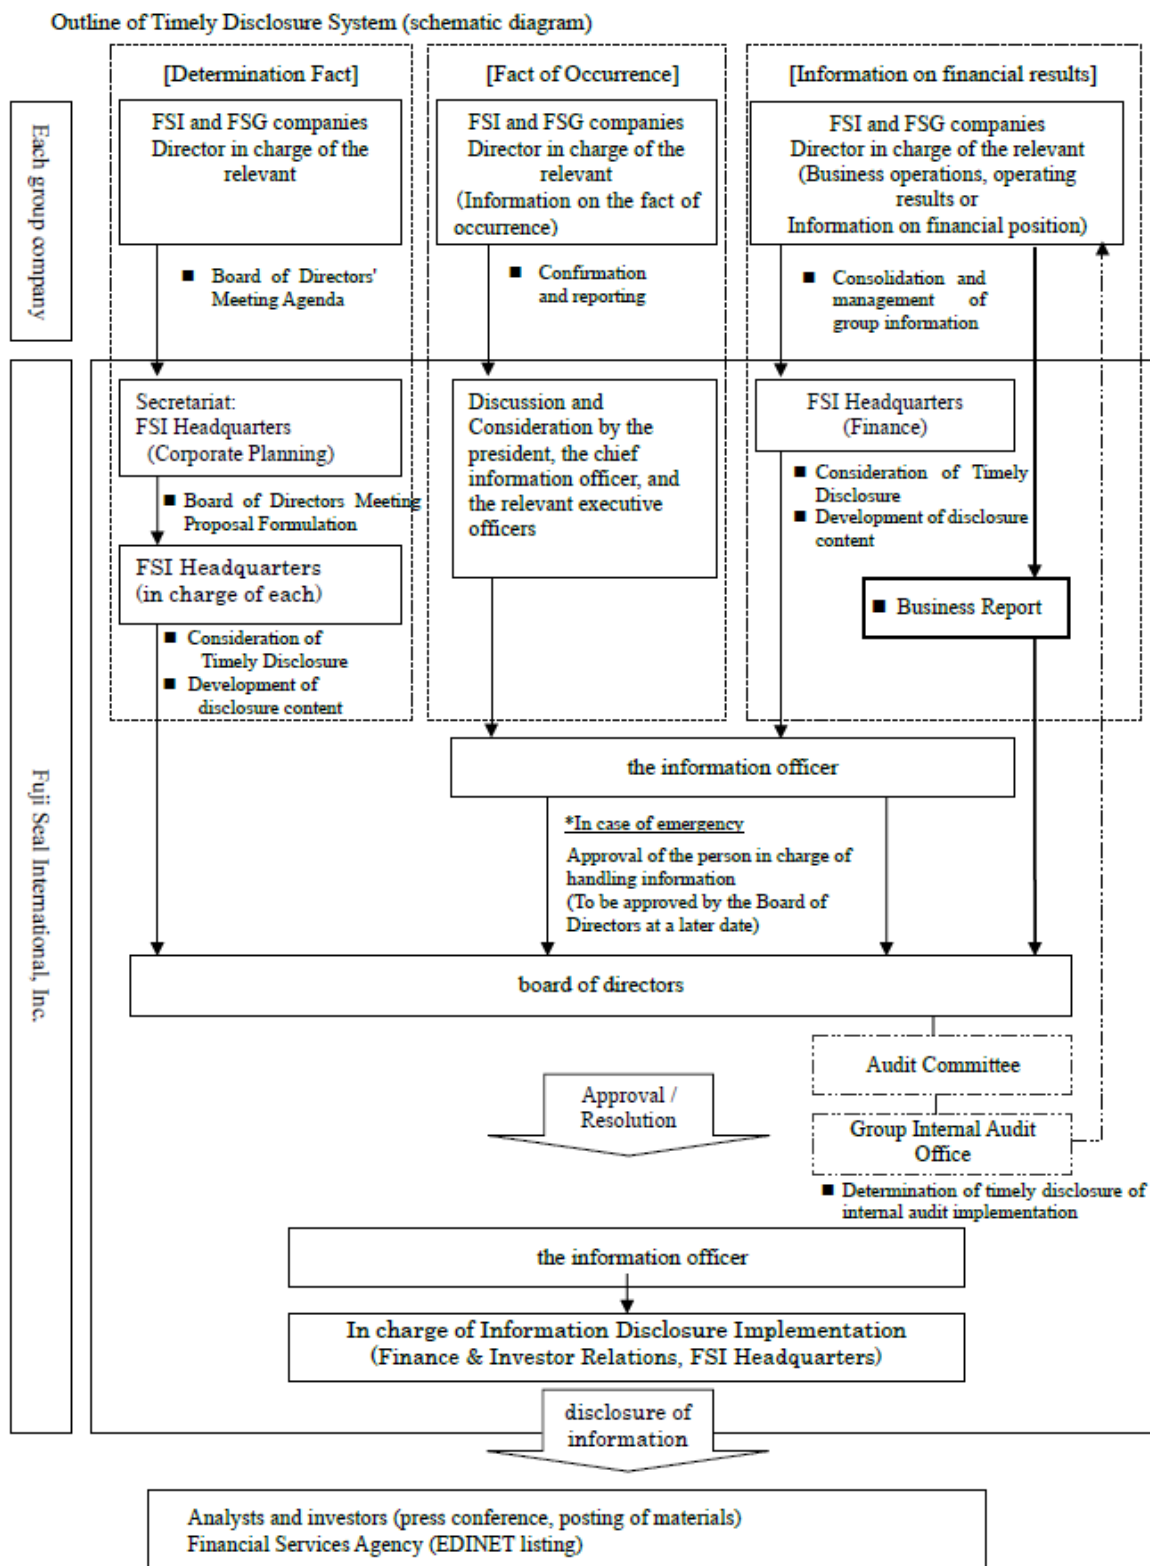 Outline of Timely Disclosure System (schematic diagram)
[Determination Fact]
[Fact of Occurrence]
[Information on financial results]
Each group company
FSI and FSG companies
Director in charge of the
relevant
FSI and FSG companies
Director in charge of the
relevant
(Information on the fact of
occurrence)
FSI and FSG companies
Director in charge of the relevant
(Business operations, operating
results or
Information on financial position)
■ Board of Directors'
Meeting Agenda
■ Confirmation
and reporting
■ Consolidation and
management of
group information
Fuji Seal International, Inc.
Secretariat:
FSI Headquarters
(Corporate Planning)
■ Board of Directors Meeting
Proposal Formulation
FSI Headquarters
(in charge of each)
■ Consideration of
Timely Disclosure
■ Development of
disclosure content
Discussion and
Consideration by the
president, the chief
information officer, and
the relevant executive
officers
FSI Headquarters
(Finance)
■ Consideration of Timely
Disclosure
■ Development of disclosure
content
■ Business Report
the information officer
*In case of emergency
Approval of the person in charge of
handling information
(To be approved by the Board of
Directors at a later date)
board of directors
Audit Committee
Approval /
Resolution
Group Internal Audit
Office
■ Determination of timely disclosure of
internal audit implementation
the information officer
In charge of Information Disclosure Implementation
(Finance & Investor Relations, FSI Headquarters)
disclosure of
information
Analysts and investors (press conference, posting of materials)
Financial Services Agency (EDINET listing)